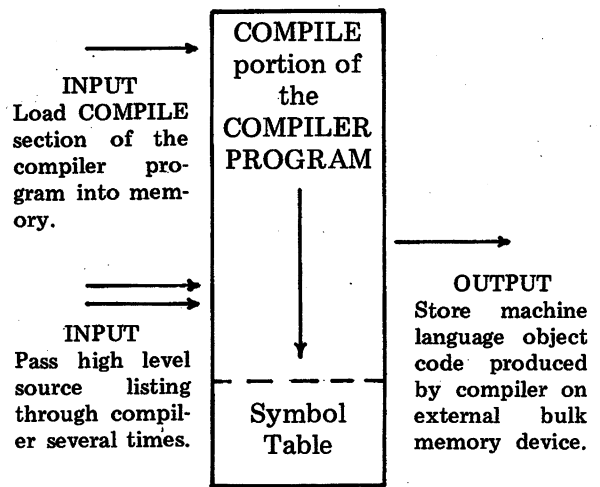 COMPILE
portion of
the
COMPILER
PROGRAM
INPUT
Load COMPILE
section of the
compiler pro-
gram into mem-
ory.
INPUT
Pass high level
source listing
through compil-
er several times.
OUTPUT
Store machine
language object
code produced
by compiler on
external bulk
memory device.
Symbol
Table